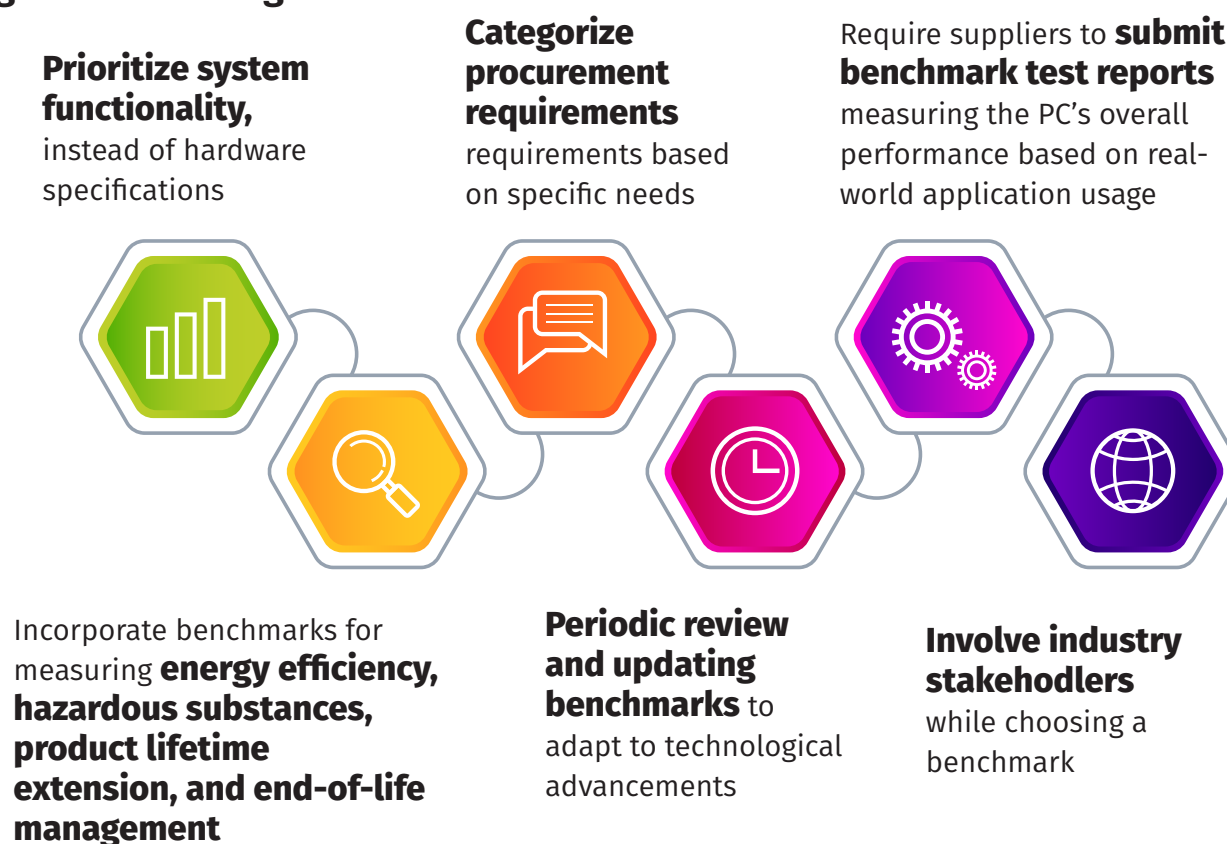 Prioritize system
functionality,
instead of hardware
specifications
Categorize
procurement
requirements
requirements based
on specific needs
Require suppliers to submit
benchmark test reports
measuring the PC’s overall
performance based on real-
world application usage
Incorporate benchmarks for
measuring energy efficiency,
hazardous substances,
product lifetime
extension, and end-of-life
management
Periodic review
and updating
benchmarks to
adapt to technological
advancements
Involve industry
stakehodlers
while choosing a
benchmark